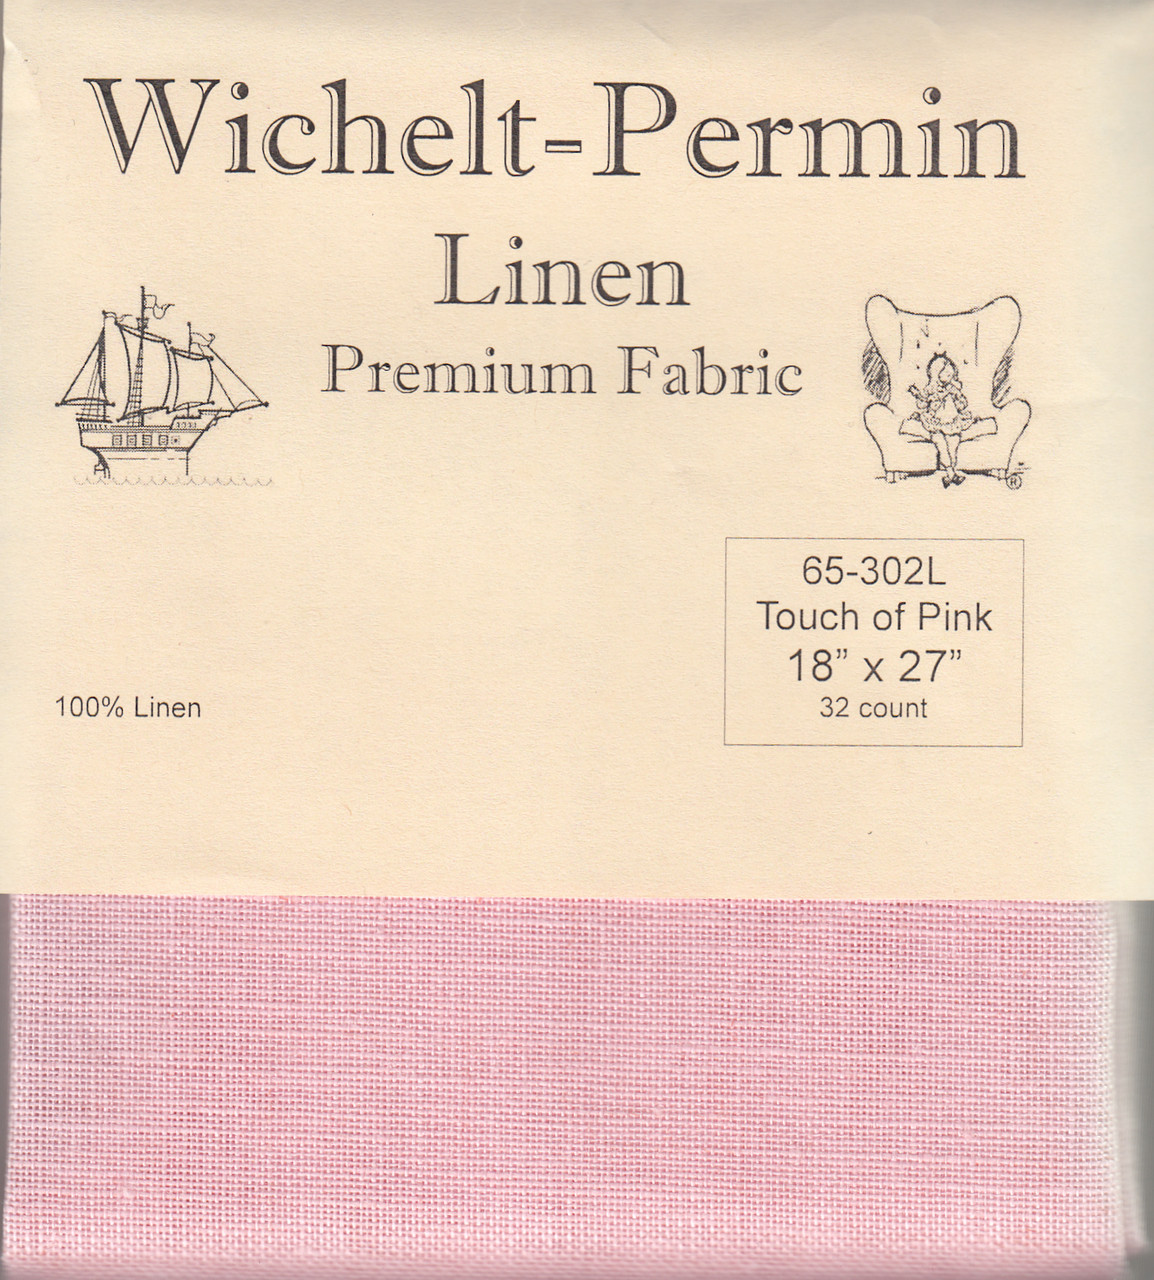 Wichelt-Permin
Linen
Premium Fabric
®
65-302L
Touch of Pink
18” x 27”
32 count
100% Linen